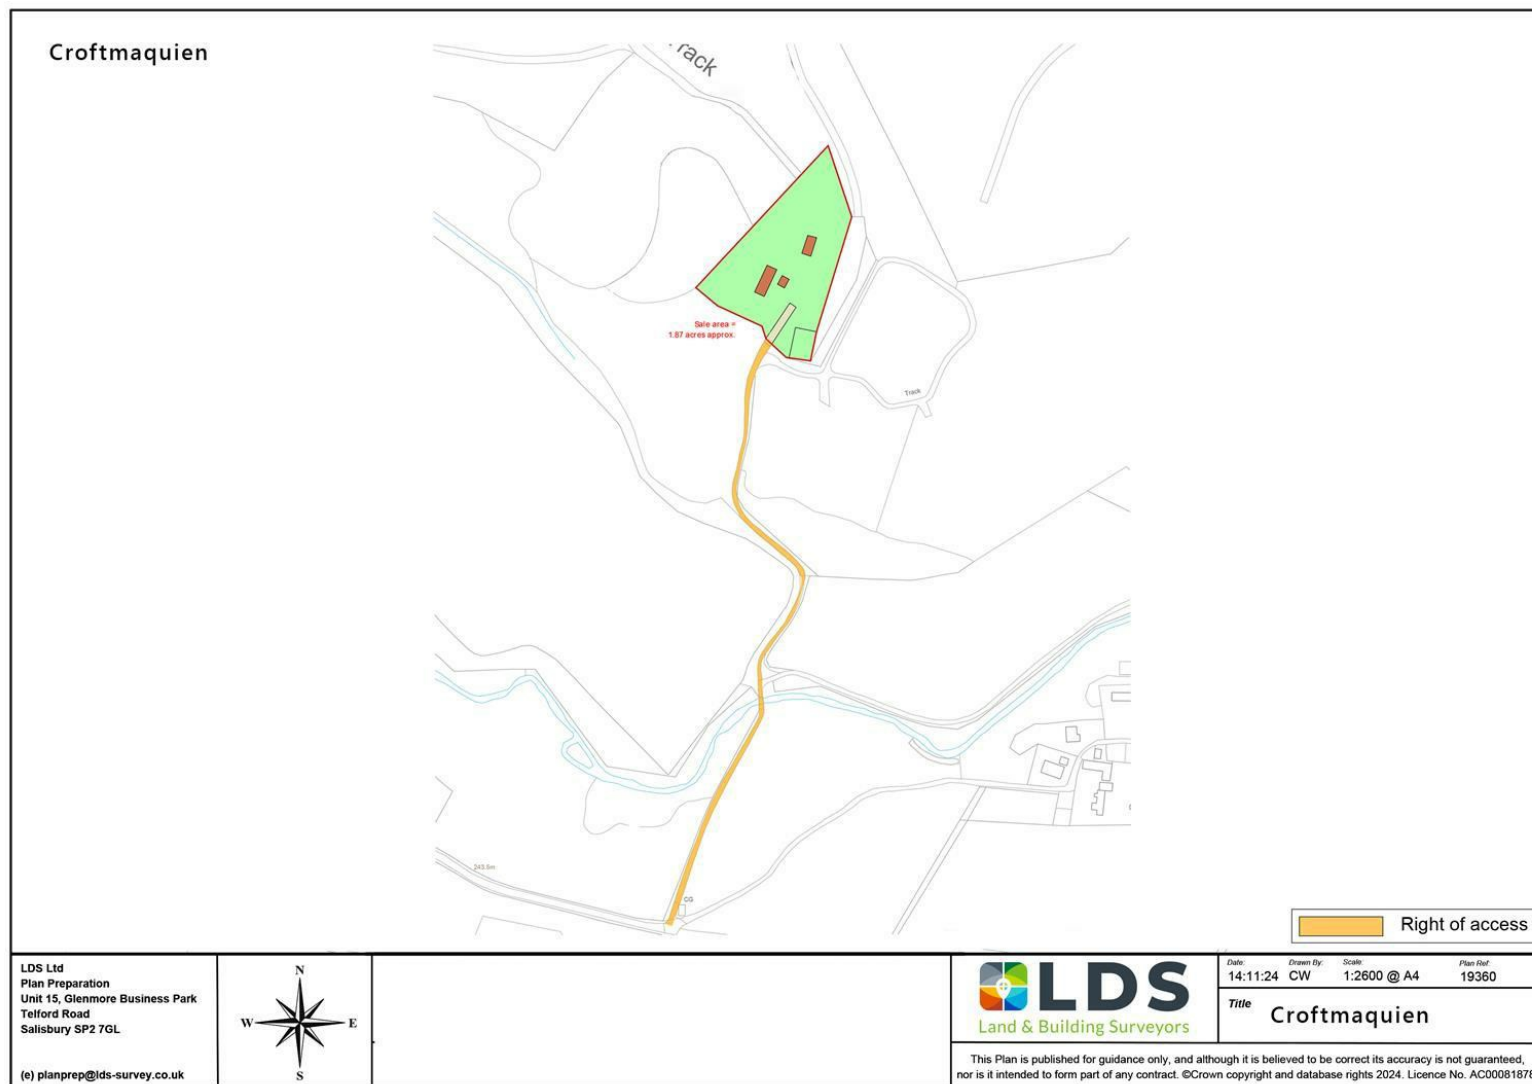 Croftmaquien
Track
Sale area =
1.87 acres approx.
Track
243.5m
CG
Right of access
LDS Ltd
Plan Preparation
Unit 15, Glenmore Business Park
Telford Road
Salisbury SP2 7GL
(e) planprep@lds-survey.co.uk
N
W
E
S
LDS
Land & Building Surveyors
Date: Drawn By: Scale: Plan Ref:
14:11:24 CW 1:2600 @ A4 19360
Title Croftmaquien
This Plan is published for guidance only, and although it is believed to be correct its accuracy is not guaranteed,
nor is it intended to form part of any contract. ©Crown copyright and database rights 2024. Licence No.